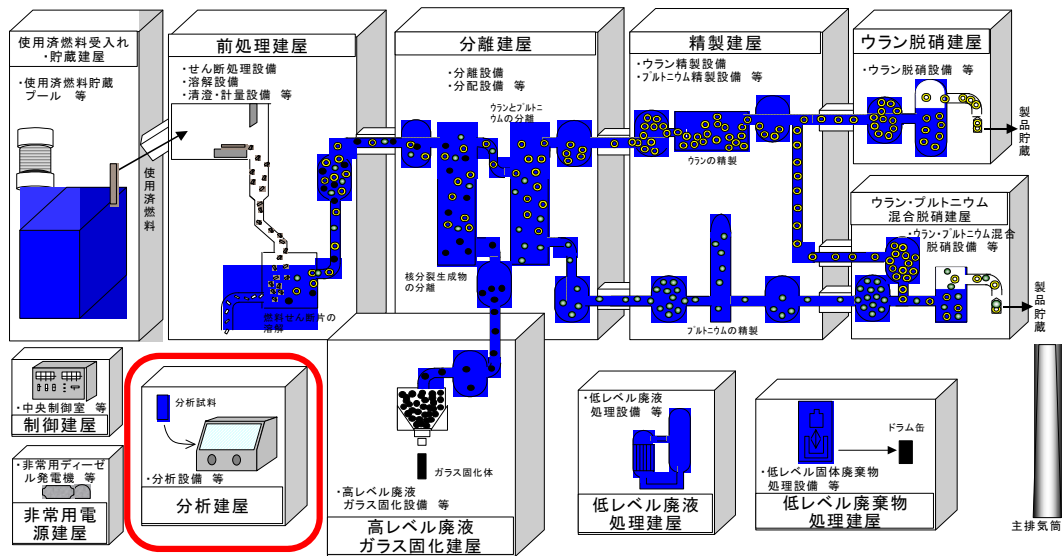 使用済燃料受入れ
・貯蔵建屋
・使用済燃料貯蔵
プール 等
使用済燃料
前処理建屋
・せん断処理設備
・溶解設備
・清澄・計量設備 等
燃料せん断片の
溶解
分離建屋
・分離設備
・分配設備 等
ウランとプルトニ
ウムの分離
核分裂生成物
の分離
精製建屋
・ウラン精製設備
・プルトニウム精製設備 等
ウランの精製
プルトニウムの精製
ウラン脱硝建屋
・ウラン脱硝設備 等
製品貯蔵
ウラン・プルトニウム
混合脱硝建屋
・ウラン・プルトニウム混合
脱硝設備 等
製品貯蔵
・中央制御室 等
制御建屋
・非常用ディーゼ
ル発電機 等
非常用電
源建屋
分析試料
・分析設備 等
分析建屋
ガラス固化体
・高レベル廃液
ガラス固化設備 等
高レベル廃液
ガラス固化建屋
・低レベル廃液
処理設備 等
低レベル廃液
処理建屋
ドラム缶
・低レベル固体廃棄物
処理設備 等
低レベル廃棄物
処理建屋
主排気筒